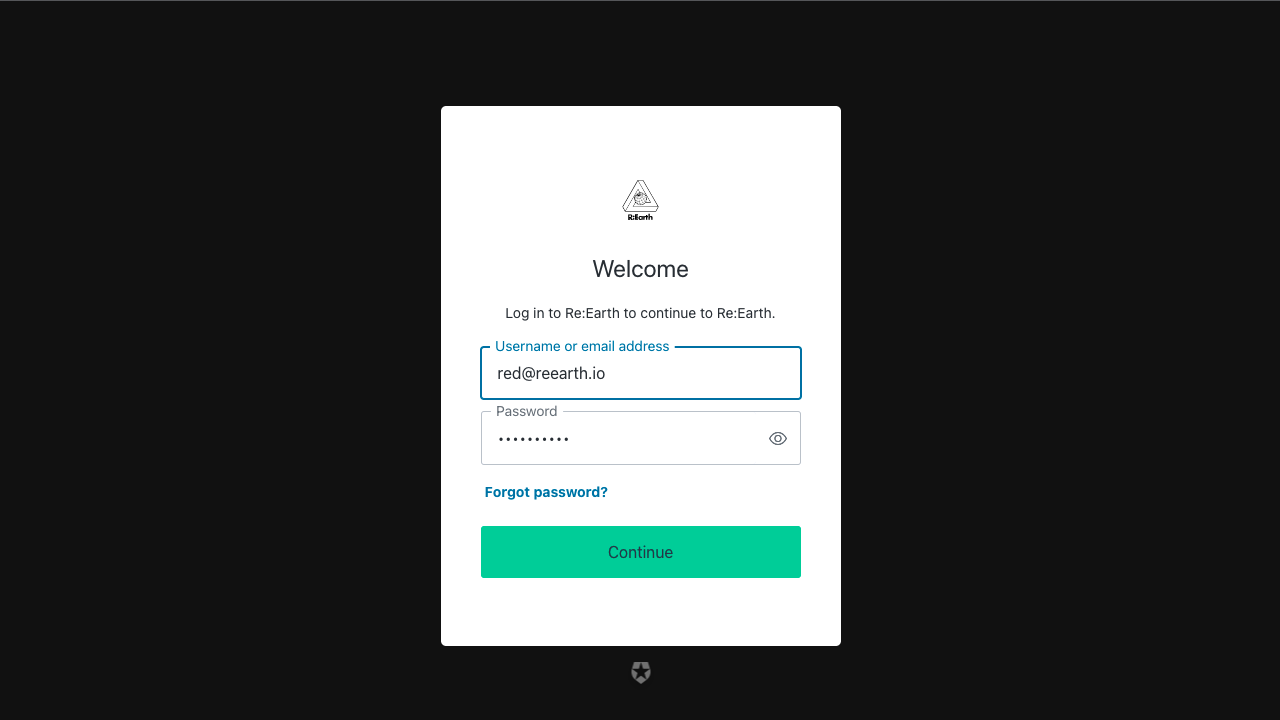 Re:Earth
Welcome
Log in to Re:Earth to continue to Re:Earth.
Username or email address
red@reearth.io
Password
••••••••••
Forgot password?
Continue